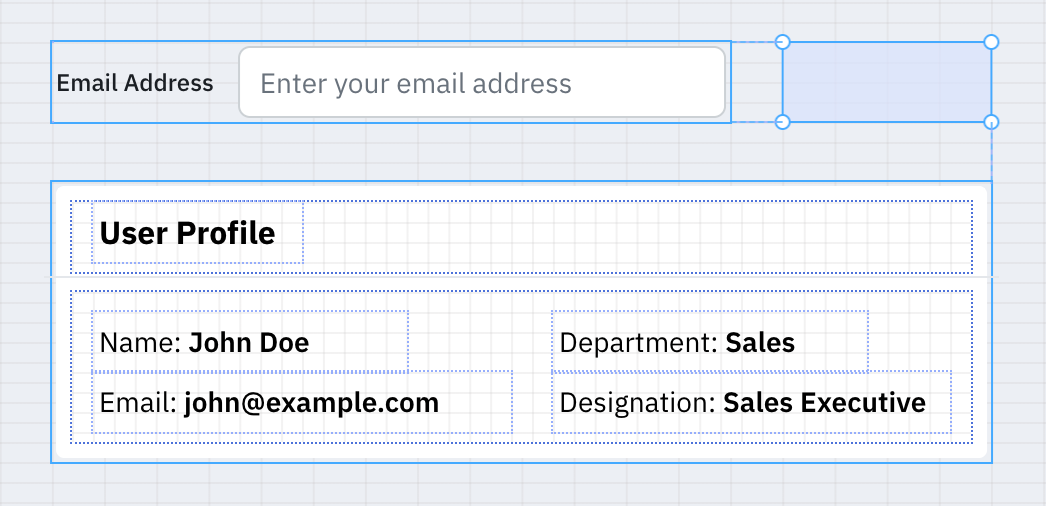 Email Address Enter your email address
User Profile
Name: John Doe Department: Sales
Email: john@example.com Designation: Sales Executive